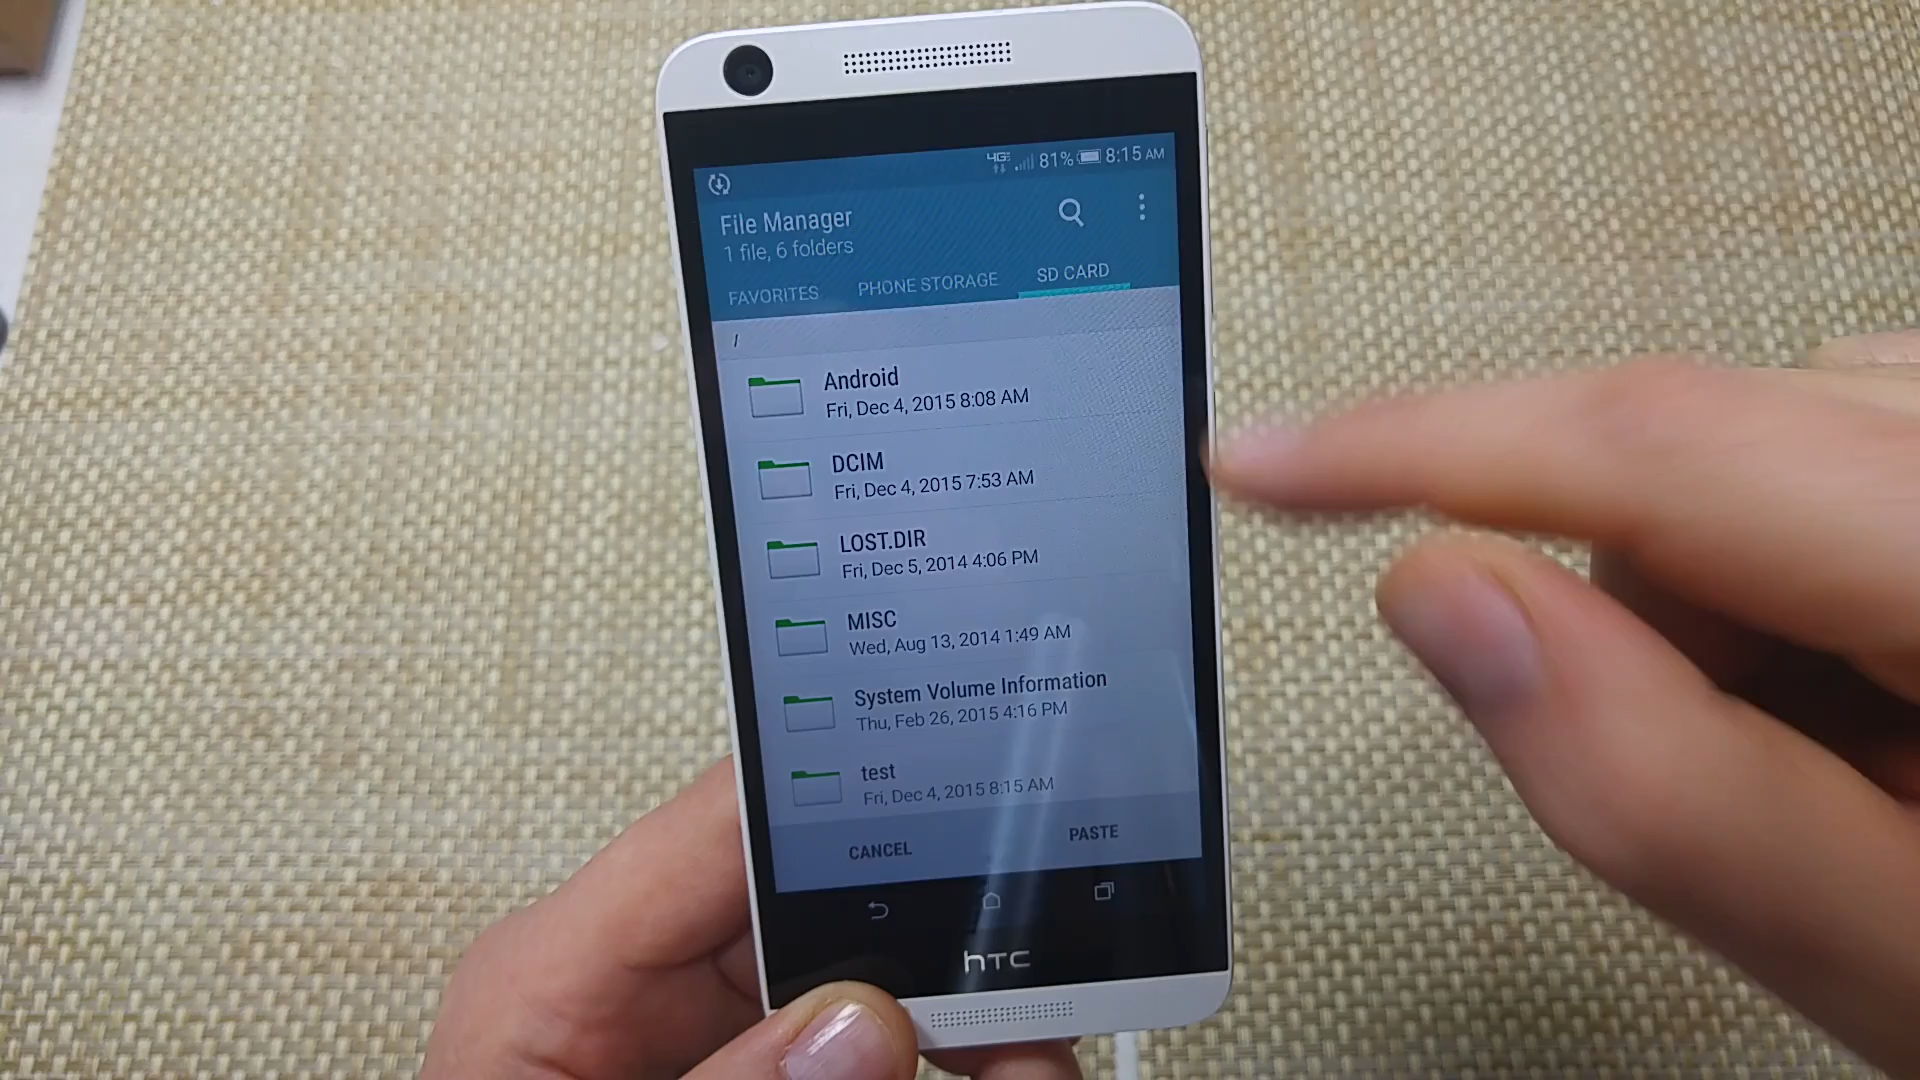 4G 81% 8:15 AM
File Manager
1 file, 6 folders
FAVORITES PHONE STORAGE SD CARD
/
Android
Fri, Dec 4, 2015 8:08 AM
DCIM
Fri, Dec 4, 2015 7:53 AM
LOST.DIR
Fri, Dec 5, 2014 4:06 PM
MISC
Wed, Aug 13, 2014 1:49 AM
System Volume Information
Thu, Feb 26, 2015 4:16 PM
test
Fri, Dec 4, 2015 8:15 AM
CANCEL PASTE
hTC